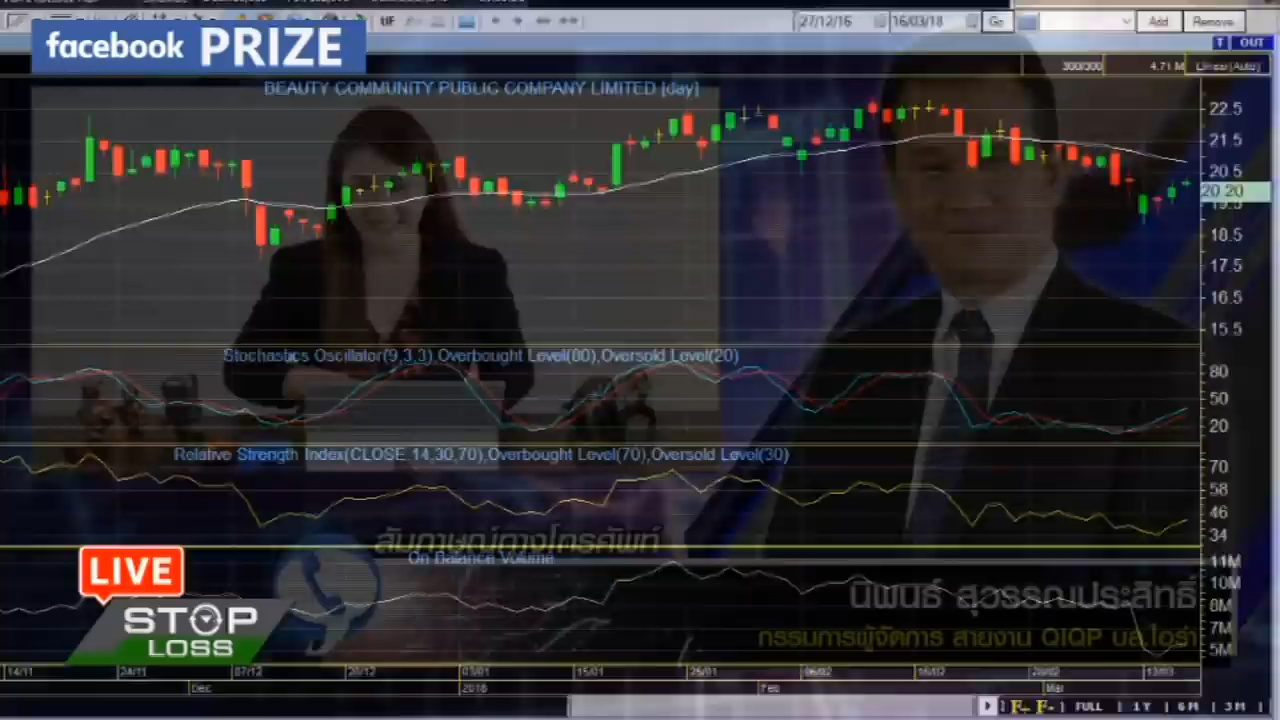 27/12/16 16/03/18 Go Add Remove
facebook PRIZE
T OUT
300/300 4.71 M Linear(Auto)
BEAUTY COMMUNITY PUBLIC COMPANY LIMITED [day]
22.5
21.5
20.5
20.20
19.5
18.5
17.5
16.5
15.5
Stochastics Oscillator(9,3,3),Overbought Level(80),Oversold Level(20)
80
50
20
Relative Strength Index(CLOSE 14,30,70),Overbought Level(70),Oversold Level(30)
70
58
46
34
สัมภาษณ์ทางโทรศัพท์
On Balance Volume
11M
10M
8M
7M
5M
LIVE
STOP
LOSS
นิพนธ์ สุวรรณประสิทธิ์
กรรมการผู้จัดการ สายงาน QIQP บล.ไอร่า
14/11 24/11 07/12 20/12 03/01 15/01 25/01 06/02 16/02 28/02 13/03
Dec 2018 Feb Mar
FULL 1Y 6M 3M